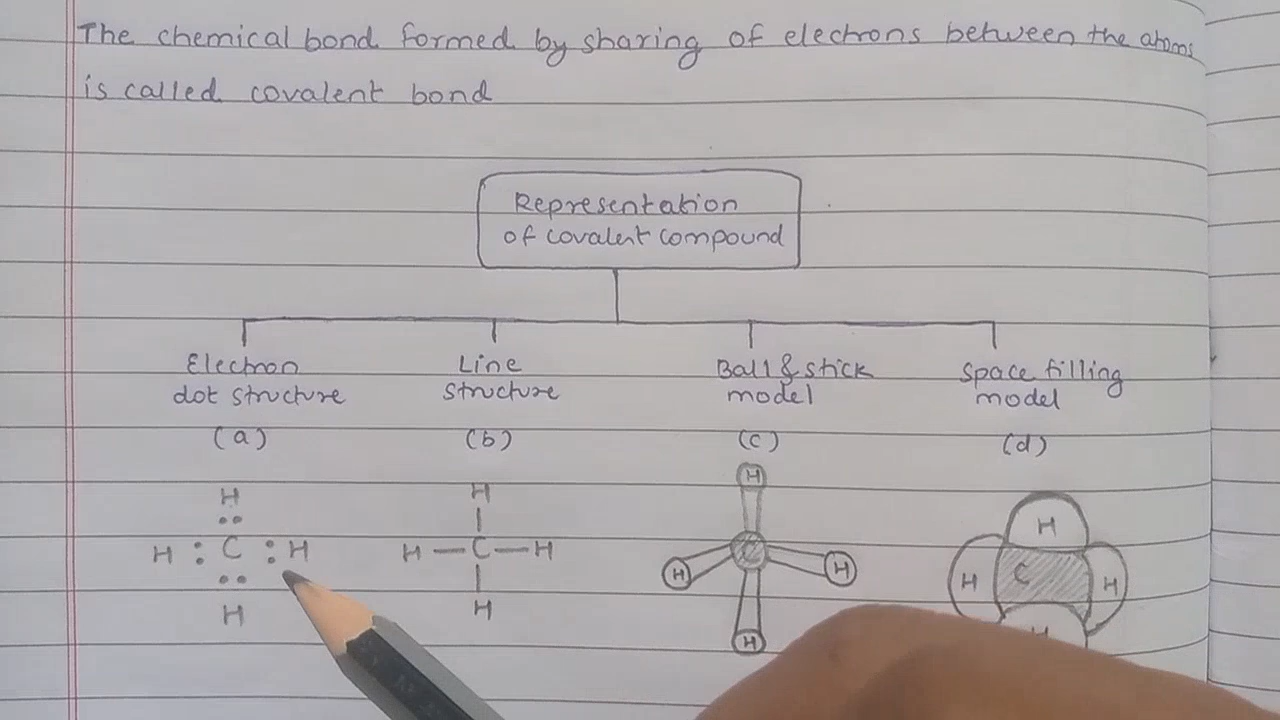 The chemical bond formed by sharing of electrons between the atoms
is called covalent bond
Representation
of covalent compound
Electron
dot structure
(a)
Line
structure
(b)
Ball & stick
model
(c)
Space filling
model
(d)
H
H : C : H
H
H
H — C — H
H
H
H C H
H
H
H C H
H